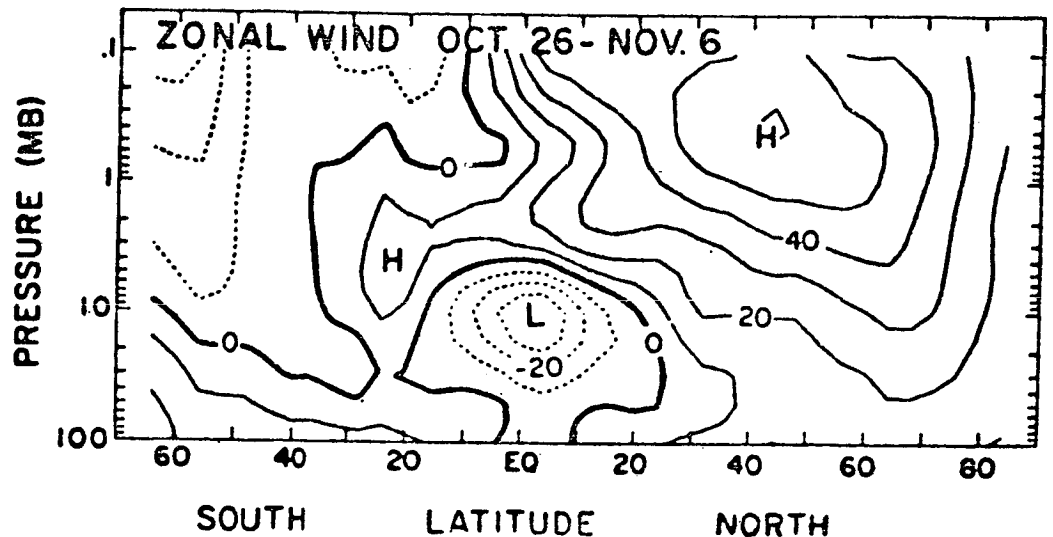 ZONAL WIND OCT. 26-NOV. 6
PRESSURE (MB)
.1
1.
10
100
0
H
H
40
L
20
0
0
-20
60 40 20 EQ 20 40 60 80
SOUTH LATITUDE NORTH